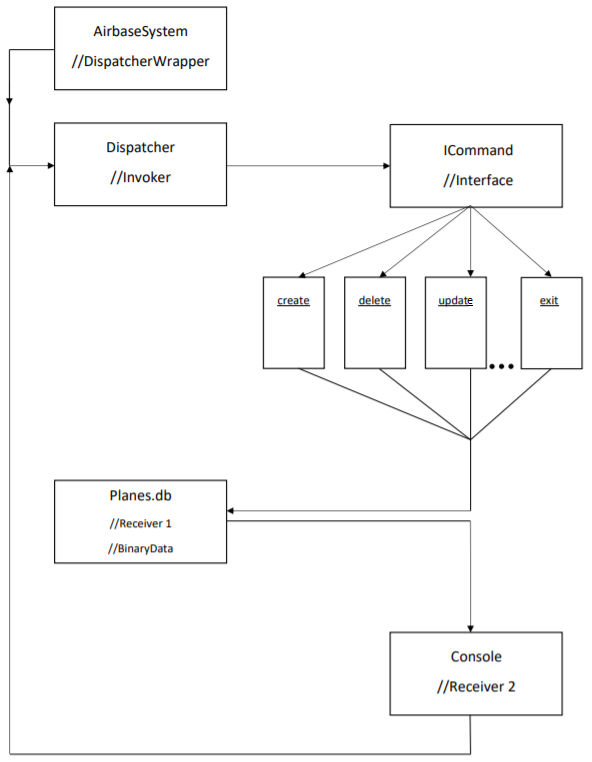 AirbaseSystem
//DispatcherWrapper
Dispatcher
//Invoker
ICommand
//Interface
create
delete
update
exit
...
Planes.db
//Receiver 1
//BinaryData
Console
//Receiver 2